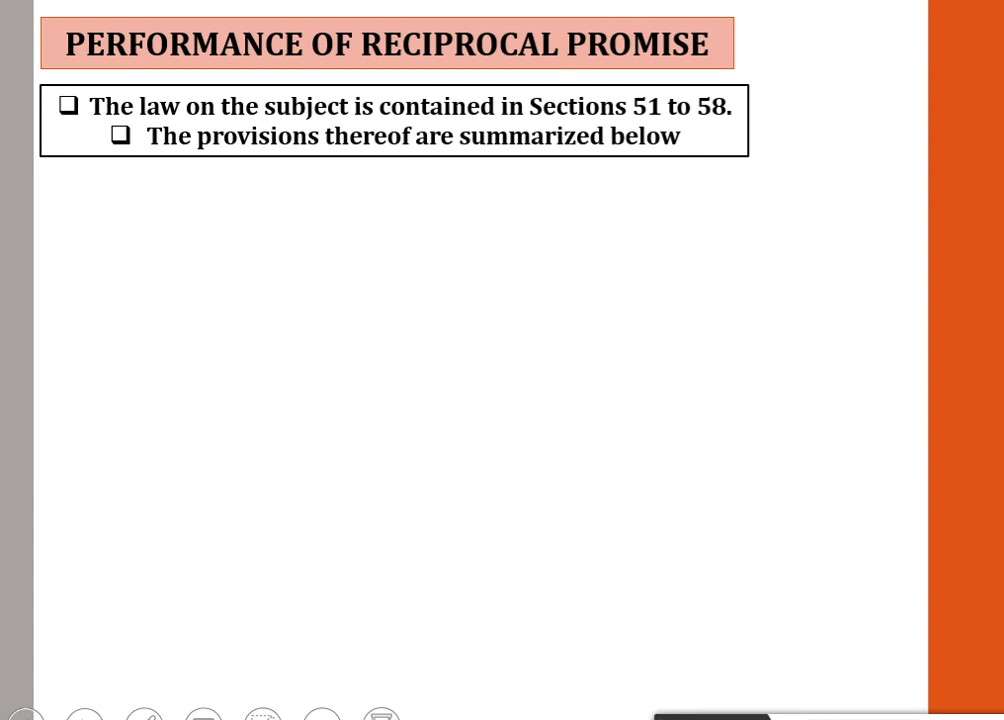 PERFORMANCE OF RECIPROCAL PROMISE
❑ The law on the subject is contained in Sections 51 to 58.
❑ The provisions thereof are summarized below